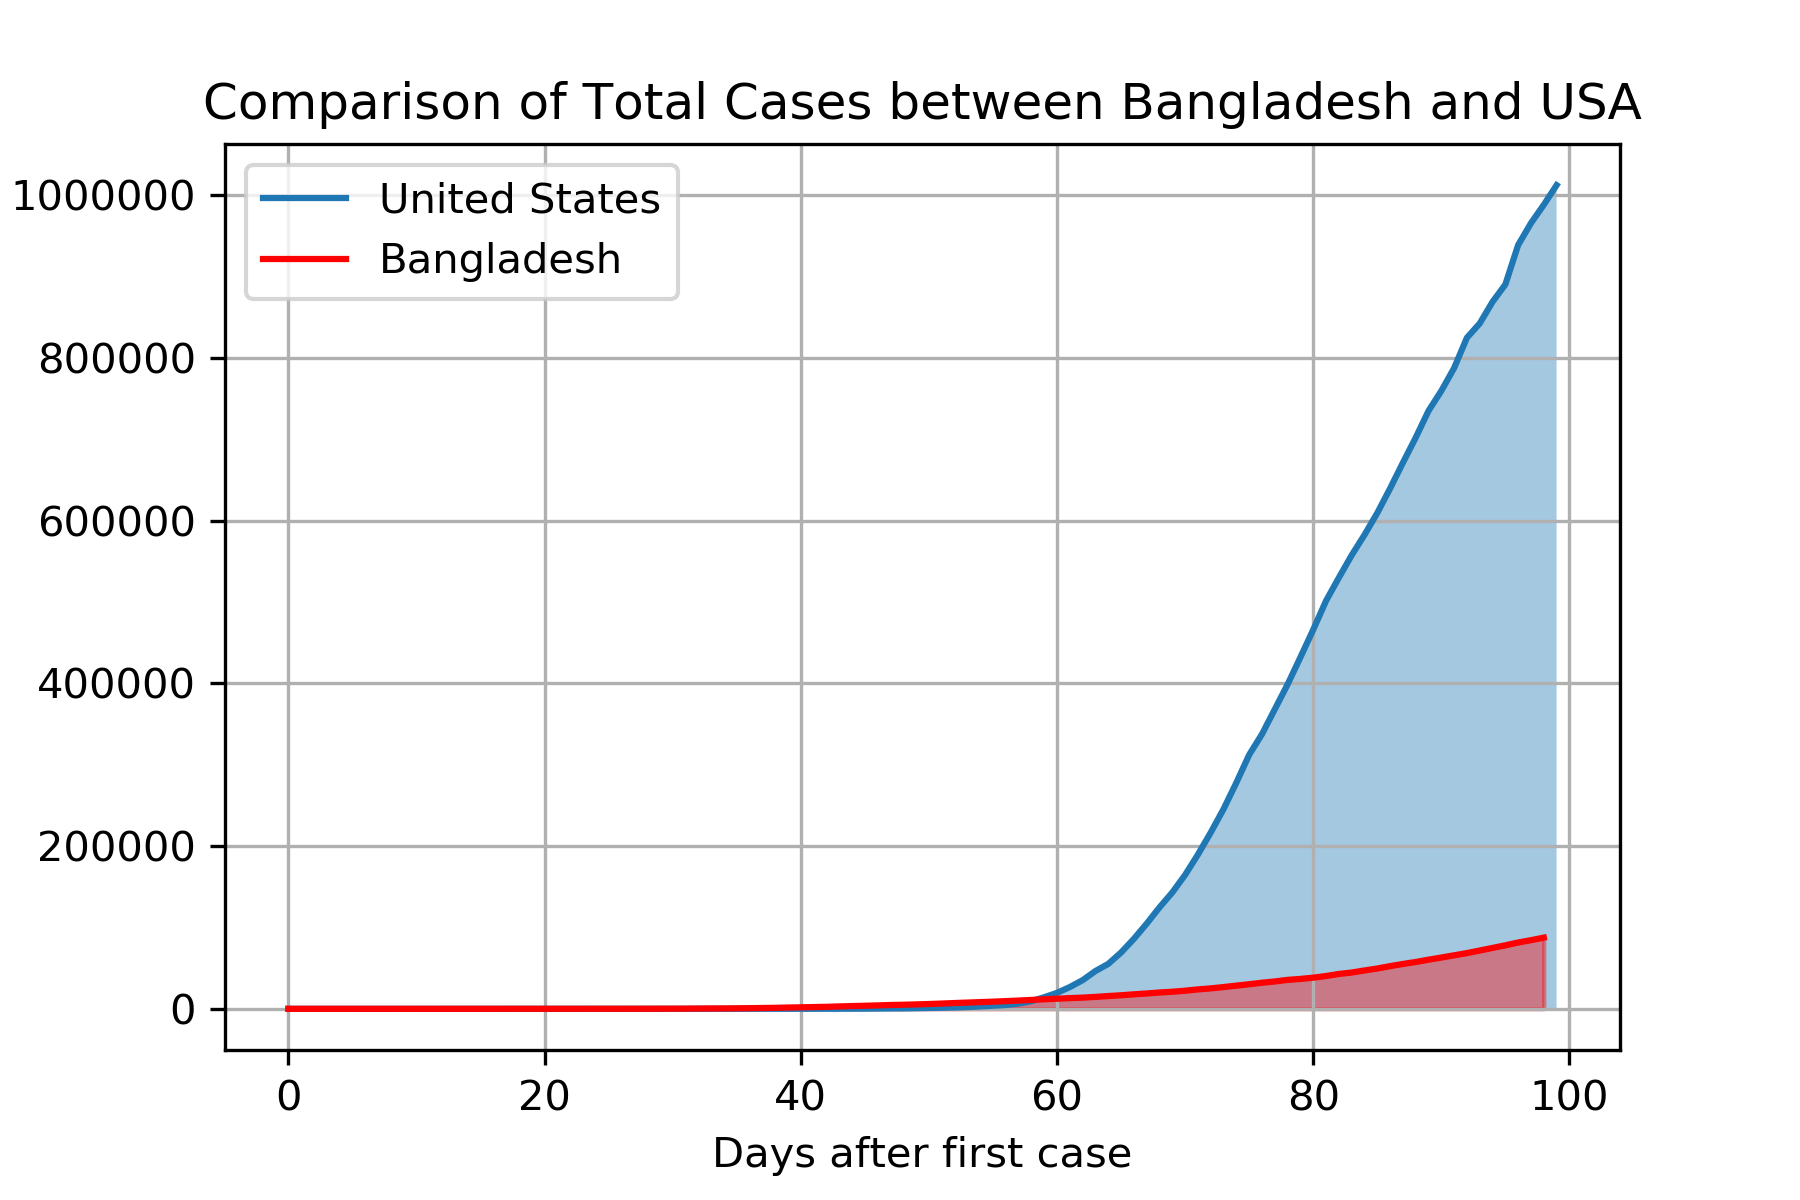 Comparison of Total Cases between Bangladesh and USA
United States
Bangladesh
1000000
800000
600000
400000
200000
0
0 20 40 60 80 100
Days after first case